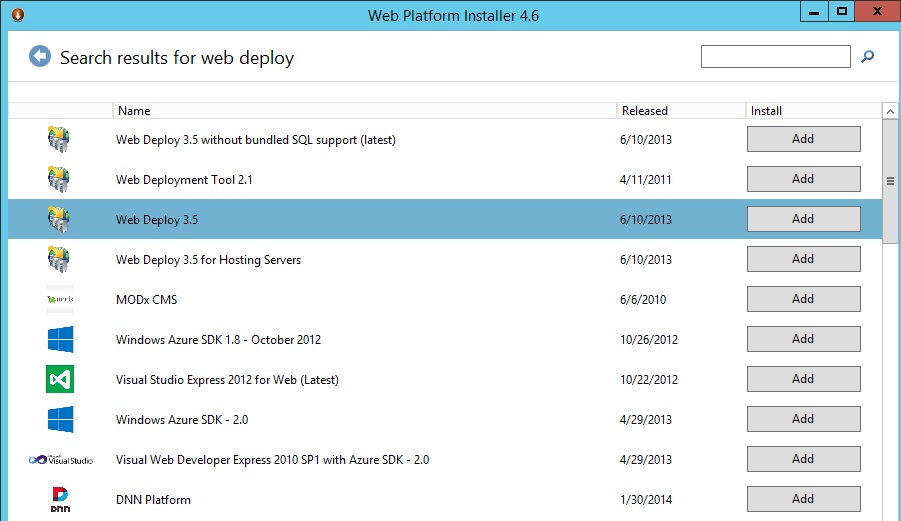 Web Platform Installer 4.6
Search results for web deploy
Name Released Install
Web Deploy 3.5 without bundled SQL support (latest) 6/10/2013 Add
Web Deployment Tool 2.1 4/11/2011 Add
Web Deploy 3.5 6/10/2013 Add
Web Deploy 3.5 for Hosting Servers 6/10/2013 Add
modx MODx CMS 6/6/2010 Add
Windows Azure SDK 1.8 - October 2012 10/26/2012 Add
Visual Studio Express 2012 for Web (Latest) 10/22/2012 Add
Windows Azure SDK - 2.0 4/29/2013 Add
Visual Studio Visual Web Developer Express 2010 SP1 with Azure SDK - 2.0 4/29/2013 Add
DNN DNN Platform 1/30/2014 Add